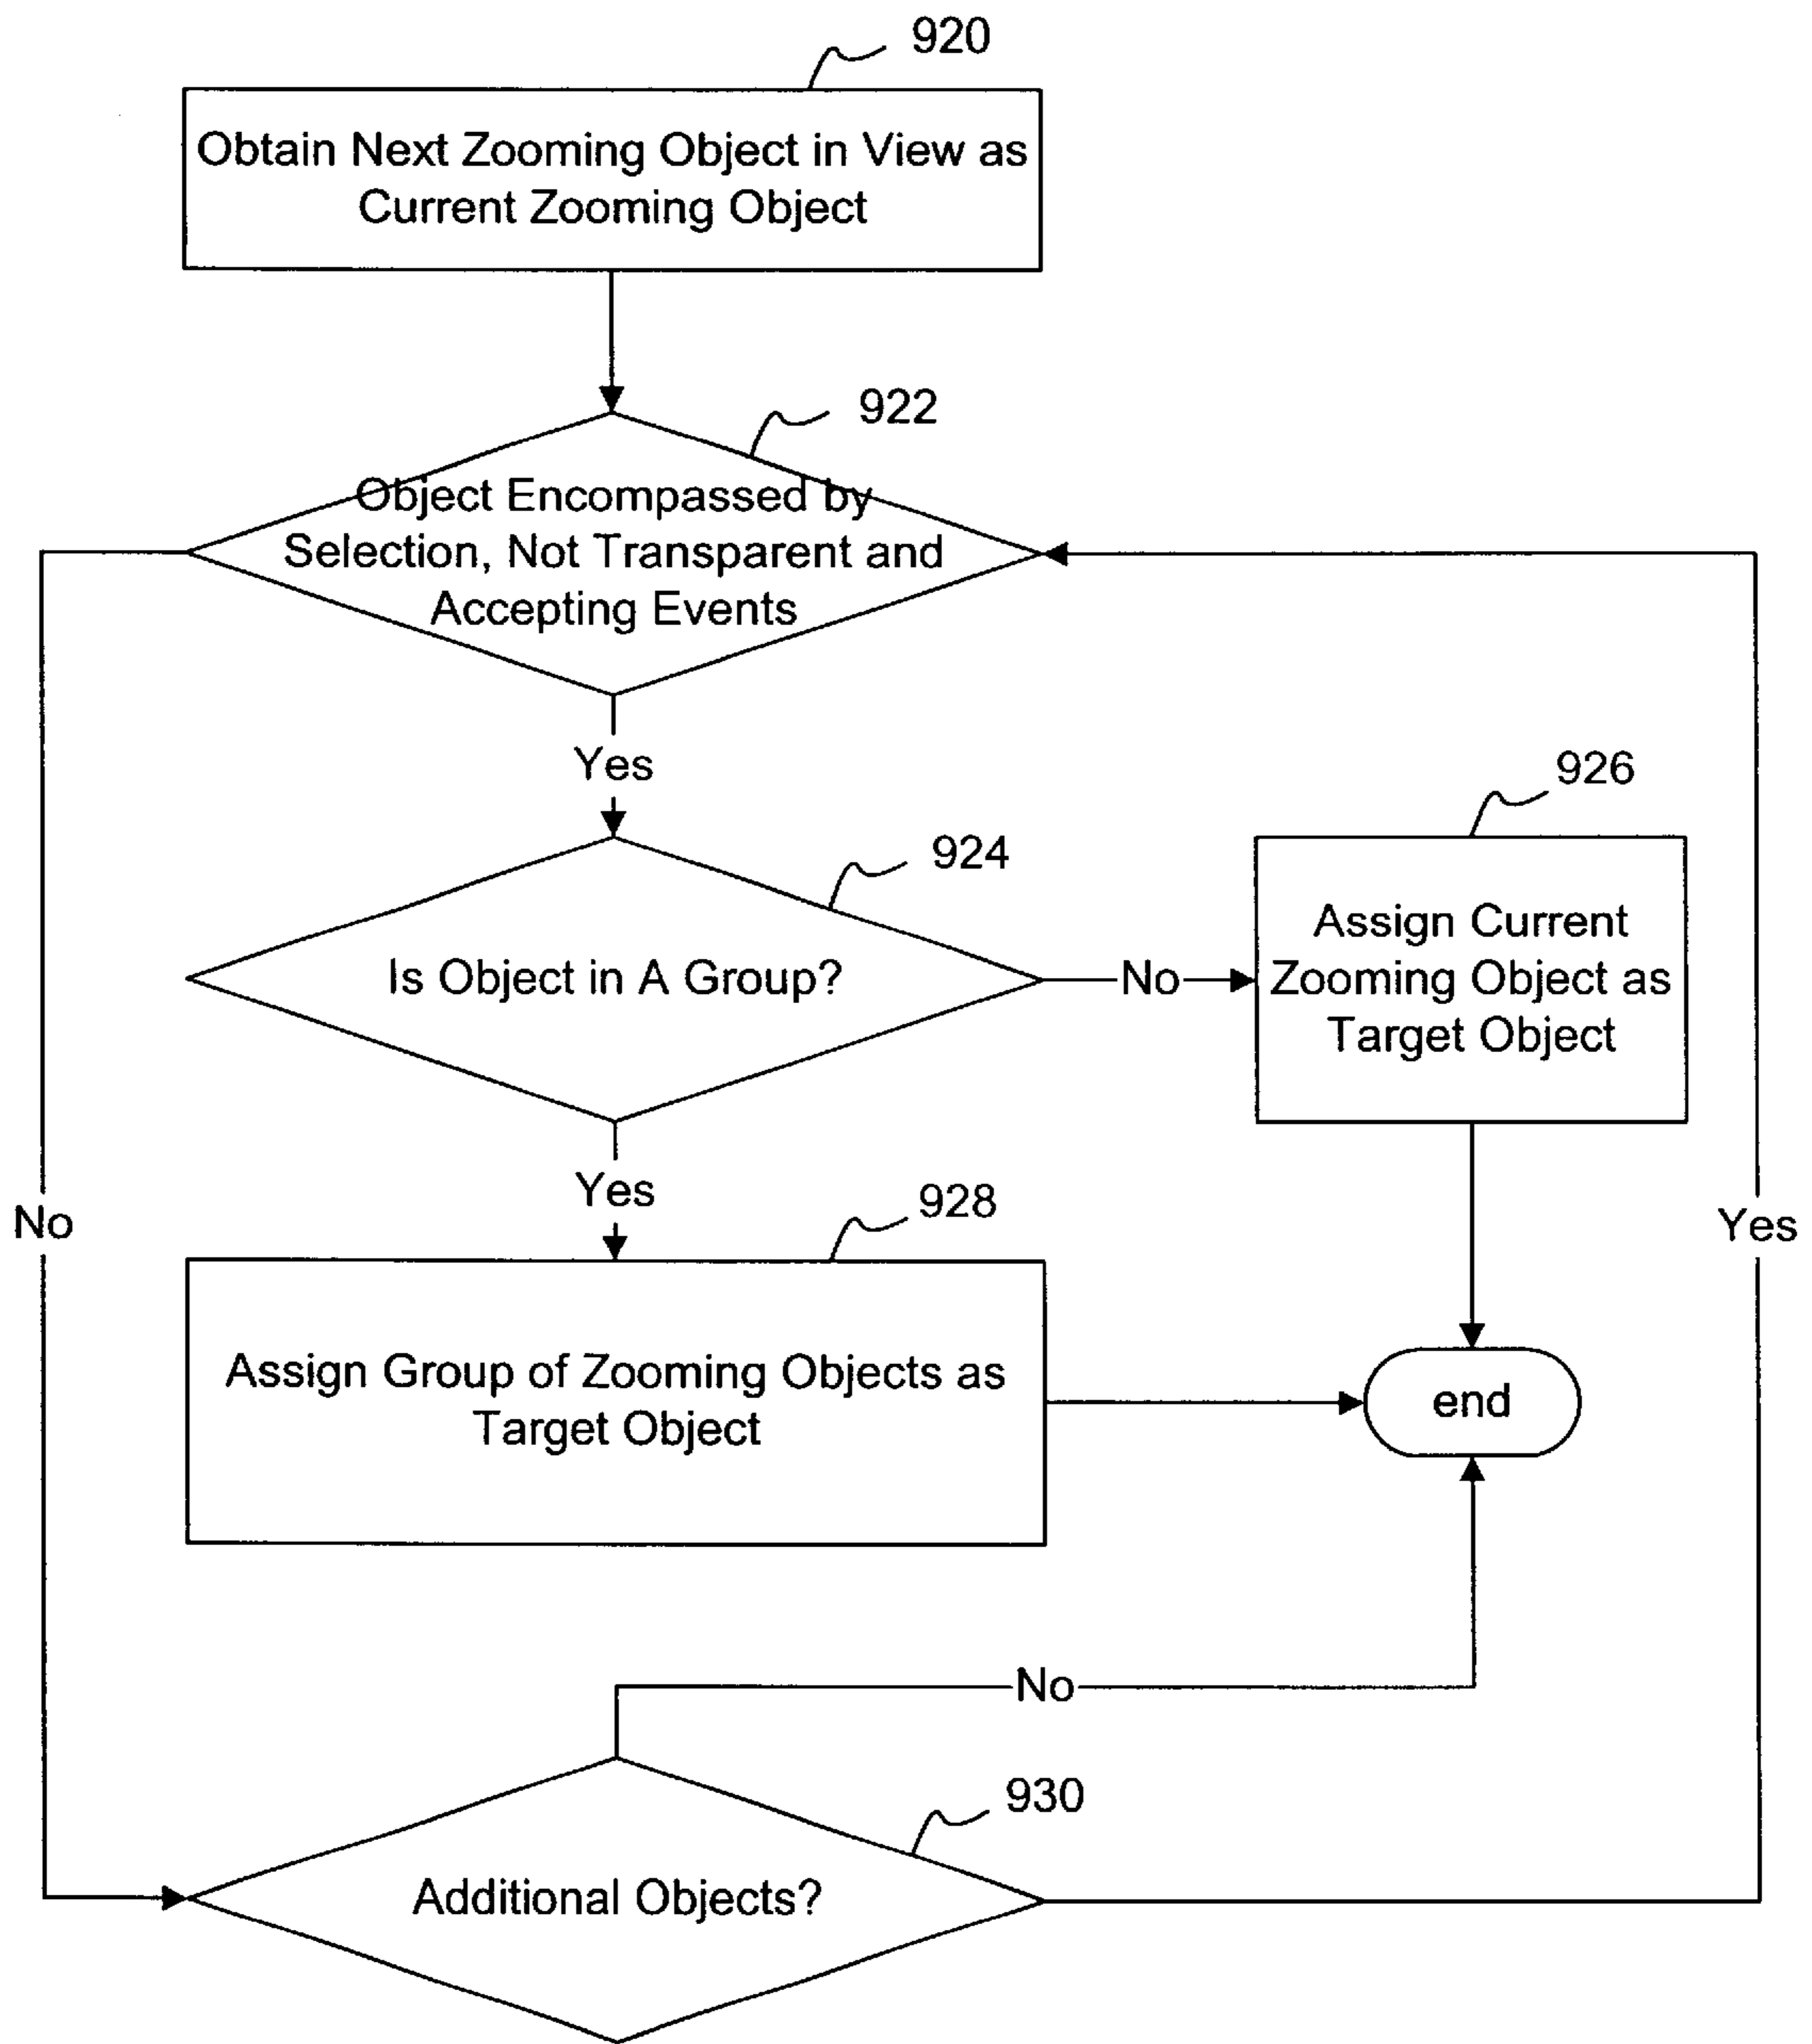 920
Obtain Next Zooming Object in View as
Current Zooming Object
922
Object Encompassed by
Selection, Not Transparent and
Accepting Events
Yes
926
924
Is Object in A Group?
No
Assign Current
Zooming Object as
Target Object
Yes
928
No
Yes
Assign Group of Zooming Objects as
Target Object
end
No
930
Additional Objects?